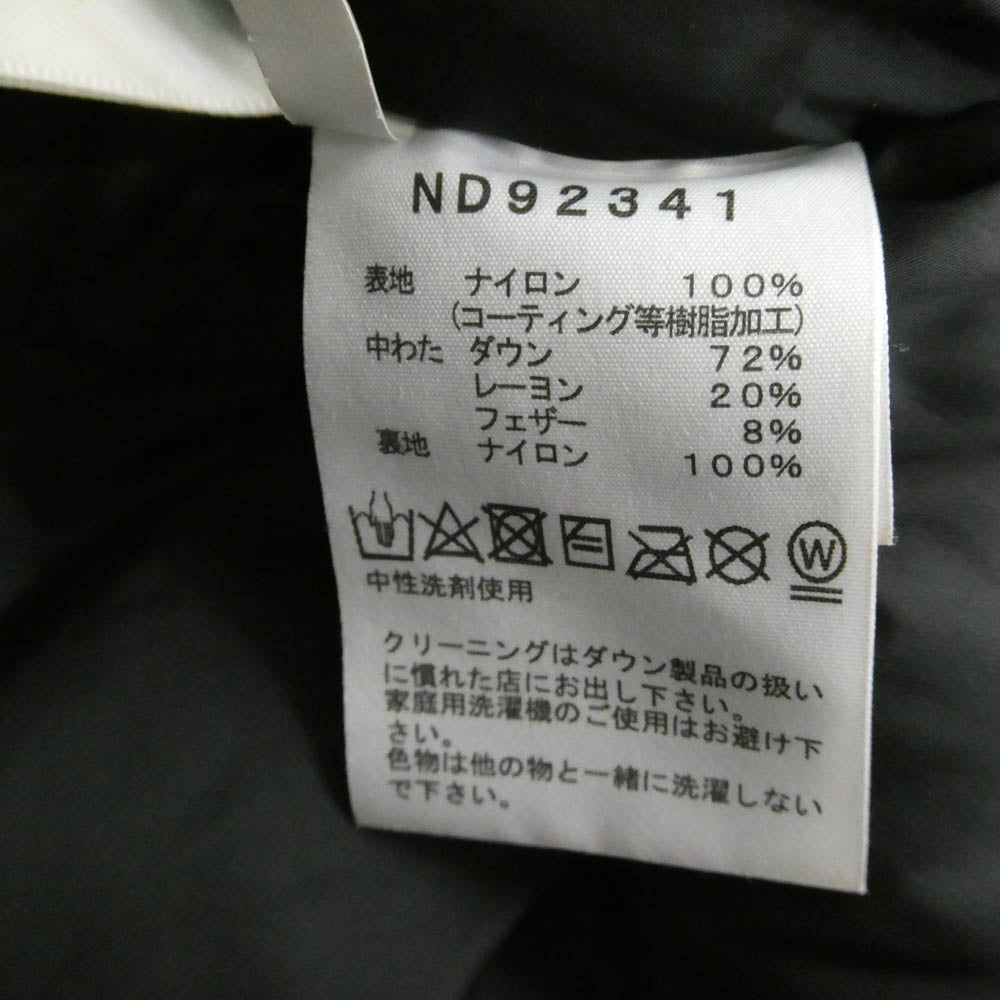 ND92341
表地 ナイロン 100%
(コーティング等樹脂加工)
中わた ダウン 72%
レーヨン 20%
フェザー 8%
裏地 ナイロン 100%
W
中性洗剤使用
クリーニングはダウン製品の扱い
に慣れた店にお出し下さい。
家庭用洗濯機のご使用はお避け下
さい。
色物は他の物と一緒に洗濯しない
で下さい。